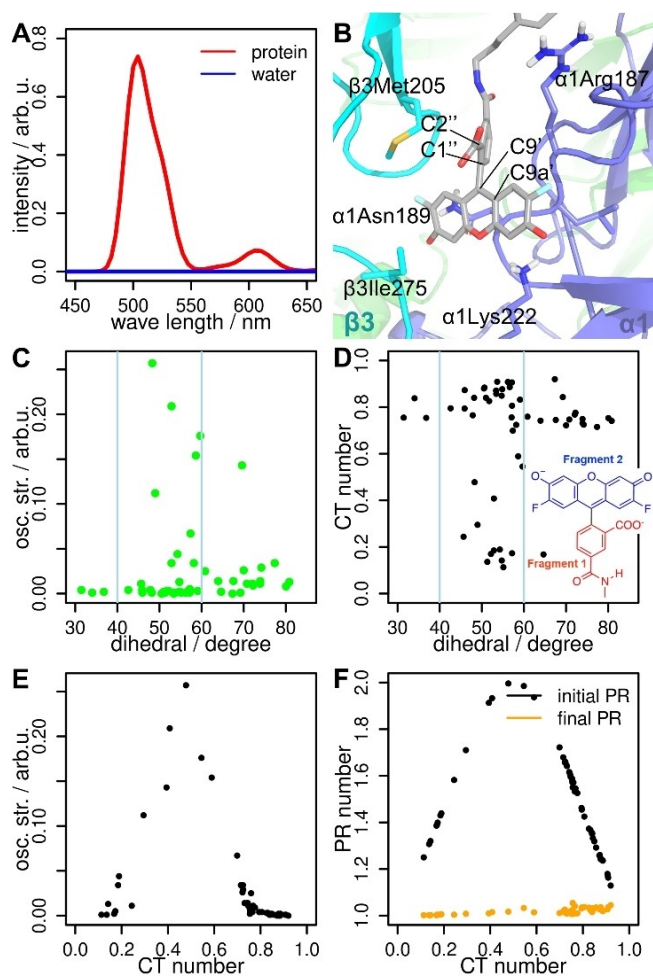 A
protein
water
intensity / arb. u.
0.0 0.2 0.4 0.6 0.8
450 500 550 600 650
wave length / nm
B
β3Met205
α1Arg187
C2''
C9'
C1''
C9a'
α1Asn189
β3Ile275
β3
α1Lys222
α1
C
osc. str. / arb.u.
0.00 0.10 0.20
30 40 50 60 70 80
dihedral / degree
D
CT number
0.0 0.2 0.4 0.6 0.8 1.0
Fragment 2
O⁻ O O
F F
COO⁻
Fragment 1
O N H
30 40 50 60 70 80
dihedral / degree
E
osc. str. / arb.u.
0.00 0.10 0.20
0.0 0.2 0.4 0.6 0.8 1.0
CT number
F
initial PR
final PR
PR number
1.0 1.2 1.4 1.6 1.8 2.0
0.0 0.2 0.4 0.6 0.8 1.0
CT number